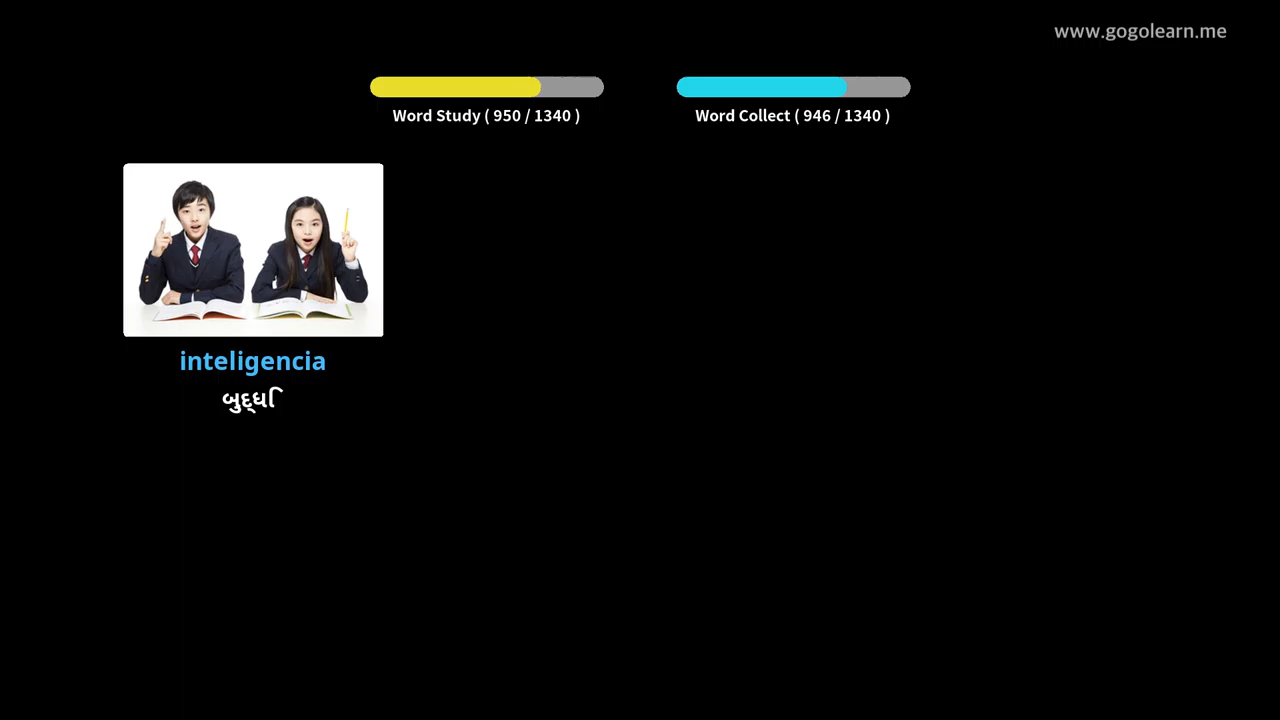 www.gogolearn.me
Word Study ( 950 / 1340 )
Word Collect ( 946 / 1340 )
inteligencia
બુદ્ધિ